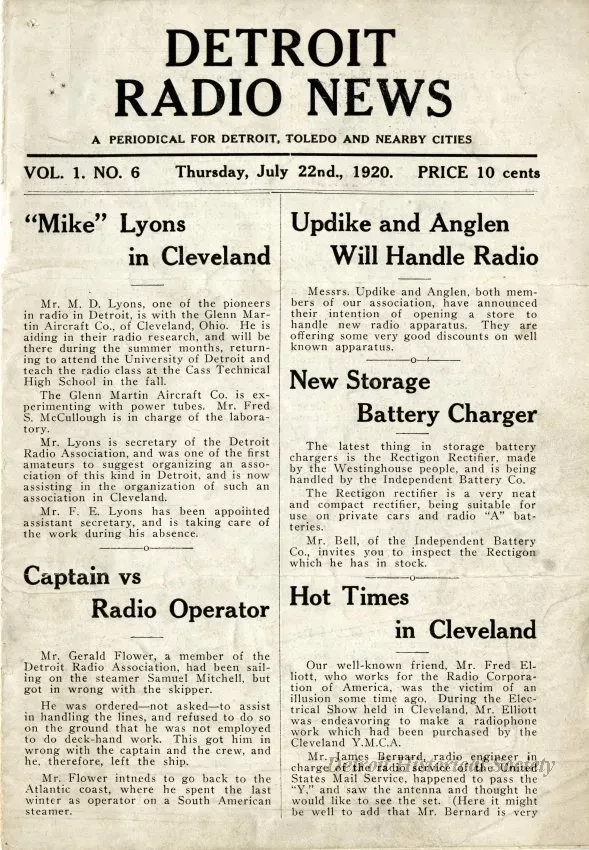 DETROIT
RADIO NEWS
A PERIODICAL FOR DETROIT, TOLEDO AND NEARBY CITIES
VOL. 1. NO. 6 Thursday, July 22nd., 1920. PRICE 10 cents
"Mike" Lyons
in Cleveland
Mr. M. D. Lyons, one of the pioneers
in radio in Detroit, is with the Glenn Mar-
tin Aircraft Co., of Cleveland, Ohio. He is
aiding in their radio research, and will be
there during the summer months, return-
ing to attend the University of Detroit and
teach the radio class at the Cass Technical
High School in the fall.
The Glenn Martin Aircraft Co. is ex-
perimenting with power tubes. Mr. Fred
S. McCullough is in charge of the labora-
tory.
Mr. Lyons is secretary of the Detroit
Radio Association, and was one of the first
amateurs to suggest organizing an asso-
ciation of this kind in Detroit, and is now
assisting in the organization of such an
association in Cleveland.
Mr. F. E. Lyons has been appointed
assistant secretary, and is taking care of
the work during his absence.
Captain vs
Radio Operator
Mr. Gerald Flower, a member of the
Detroit Radio Association, had been sail-
ing on the steamer Samuel Mitchell, but
got in wrong with the skipper.
He was ordered—not asked—to assist
in handling the lines, and refused to do so
on the ground that he was not employed
to do deck-hand work. This got him in
wrong with the captain and the crew, and
he, therefore, left the ship.
Mr. Flower intneds to go back to the
Atlantic coast, where he spent the last
winter as operator on a South American
steamer.
Updike and Anglen
Will Handle Radio
Messrs. Updike and Anglen, both mem-
bers of our association, have announced
their intention of opening a store to
handle new radio apparatus. They are
offering some very good discounts on well
known apparatus.
New Storage
Battery Charger
The latest thing in storage battery
chargers is the Rectigon Rectifier, made
by the Westinghouse people, and is being
handled by the Independent Battery Co.
The Rectigon rectifier is a very neat
and compact rectifier, being suitable for
use on private cars and radio "A" bat-
teries.
Mr. Bell, of the Independent Battery
Co., invites you to inspect the Rectigon
which he has in stock.
Hot Times
in Cleveland
Our well-known friend, Mr. Fred El-
liott, who works for the Radio Corpora-
tion of America, was the victim of an
illusion some time ago. During the Elec-
trical Show held in Cleveland, Mr. Elliott
was endeavoring to make a radiophone
work which had been purchased by the
Cleveland Y.M.C.A.
Mr. James Bernard, radio engineer in
charge of the radio service of the United
States Mail Service, happened to pass the
"Y," and saw the antenna and thought he
would like to see the set. (Here it might
be well to add that Mr. Bernard is very
Detroit Historical Society